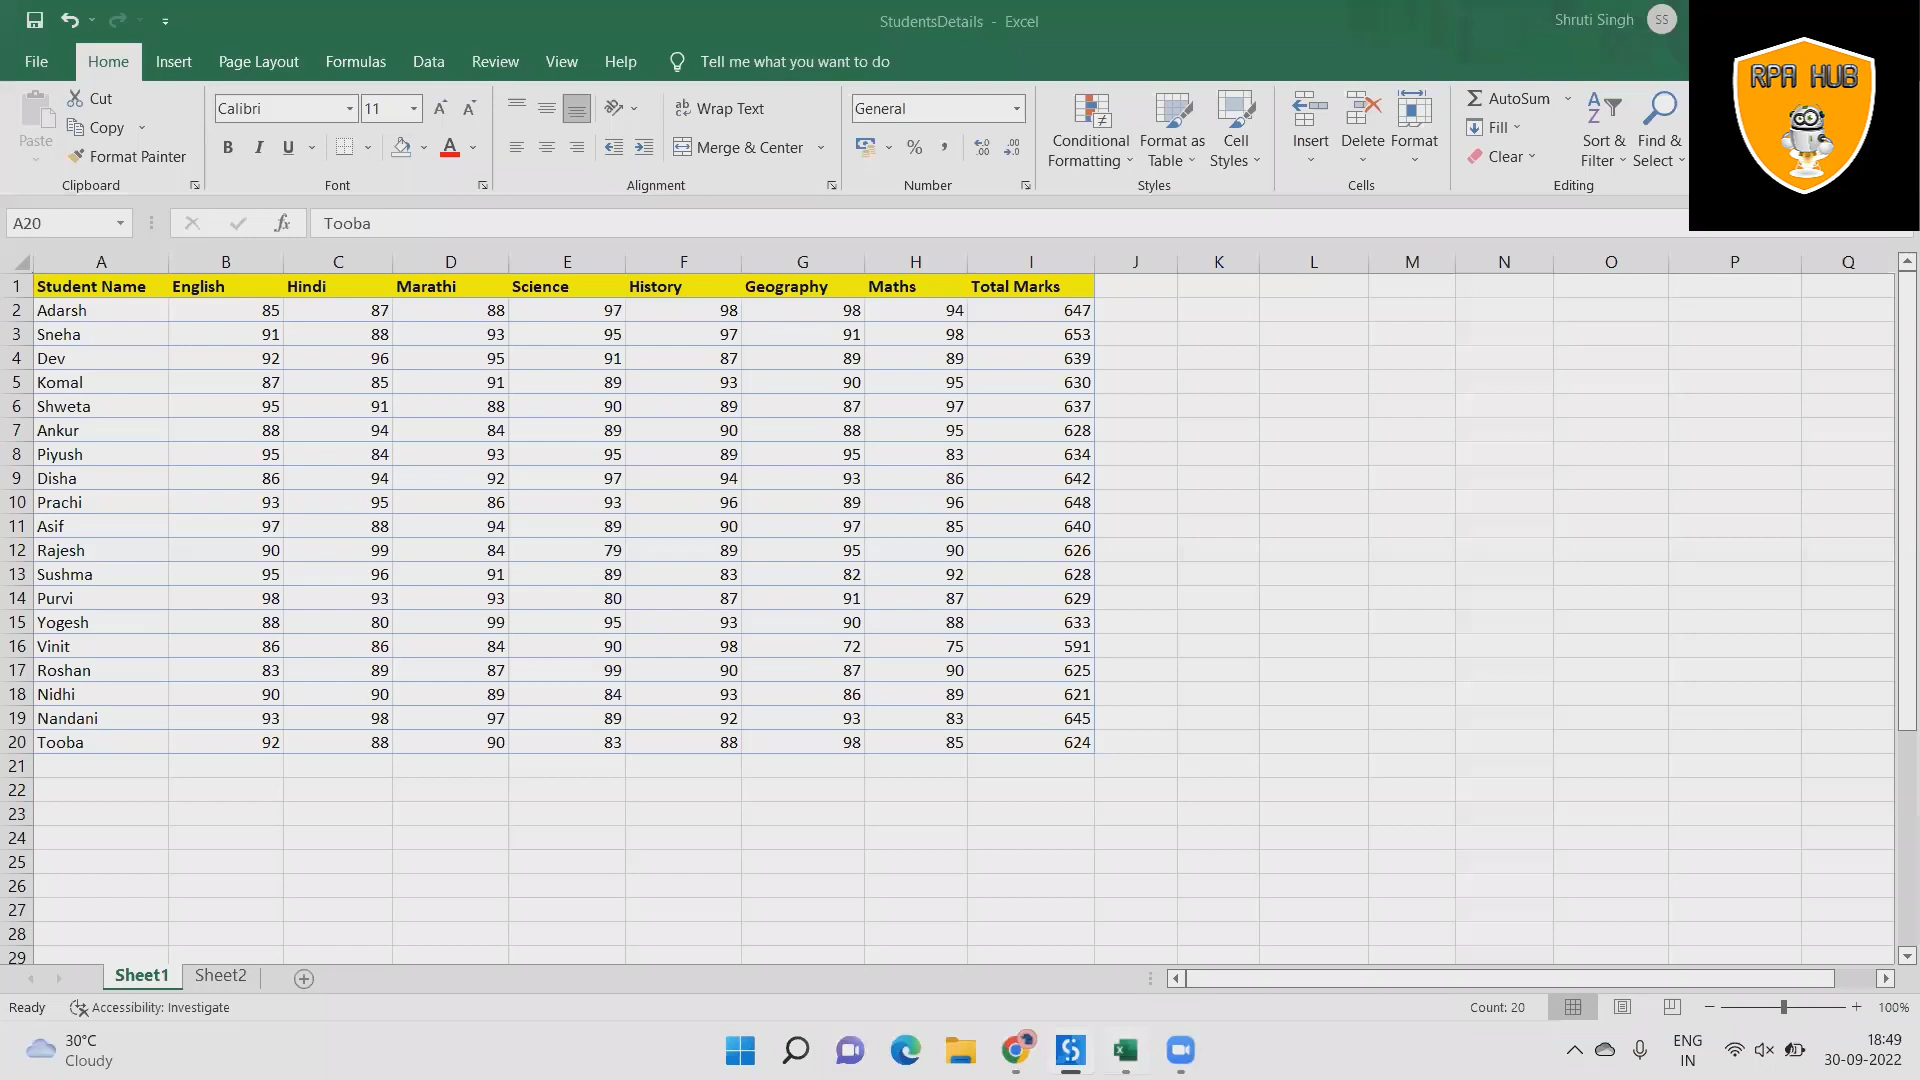 StudentsDetails - Excel
Shruti Singh SS
RPA HUB
File Home Insert Page Layout Formulas Data Review View Help Tell me what you want to do
Paste Cut Copy Format Painter
Clipboard
Calibri 11 A A
B I U A
Font
ab Wrap Text
Merge & Center
Alignment
General
% ,
Number
Conditional Formatting
Format as Table
Cell Styles
Styles
Insert Delete Format
Cells
AutoSum
Fill
Clear
Sort & Filter
Find & Select
Editing
A20 fx Tooba
A B C D E F G H I J K L M N O P Q
1 Student Name English Hindi Marathi Science History Geography Maths Total Marks
2 Adarsh 85 87 88 97 98 98 94 647
3 Sneha 91 88 93 95 97 91 98 653
4 Dev 92 96 95 91 87 89 89 639
5 Komal 87 85 91 89 93 90 95 630
6 Shweta 95 91 88 90 89 87 97 637
7 Ankur 88 94 84 89 90 88 95 628
8 Piyush 95 84 93 95 89 95 83 634
9 Disha 86 94 92 97 94 93 86 642
10 Prachi 93 95 86 93 96 89 96 648
11 Asif 97 88 94 89 90 97 85 640
12 Rajesh 90 99 84 79 89 95 90 626
13 Sushma 95 96 91 89 83 82 92 628
14 Purvi 98 93 93 80 87 91 87 629
15 Yogesh 88 80 99 95 93 90 88 633
16 Vinit 86 86 84 90 98 72 75 591
17 Roshan 83 89 87 99 90 87 90 625
18 Nidhi 90 90 89 84 93 86 89 621
19 Nandani 93 98 97 89 92 93 83 645
20 Tooba 92 88 90 83 88 98 85 624
21
22
23
24
25
26
27
28
29
Sheet1 Sheet2
Ready Accessibility: Investigate Count: 20 100%
30°C
Cloudy
ENG
IN
18:49
30-09-2022